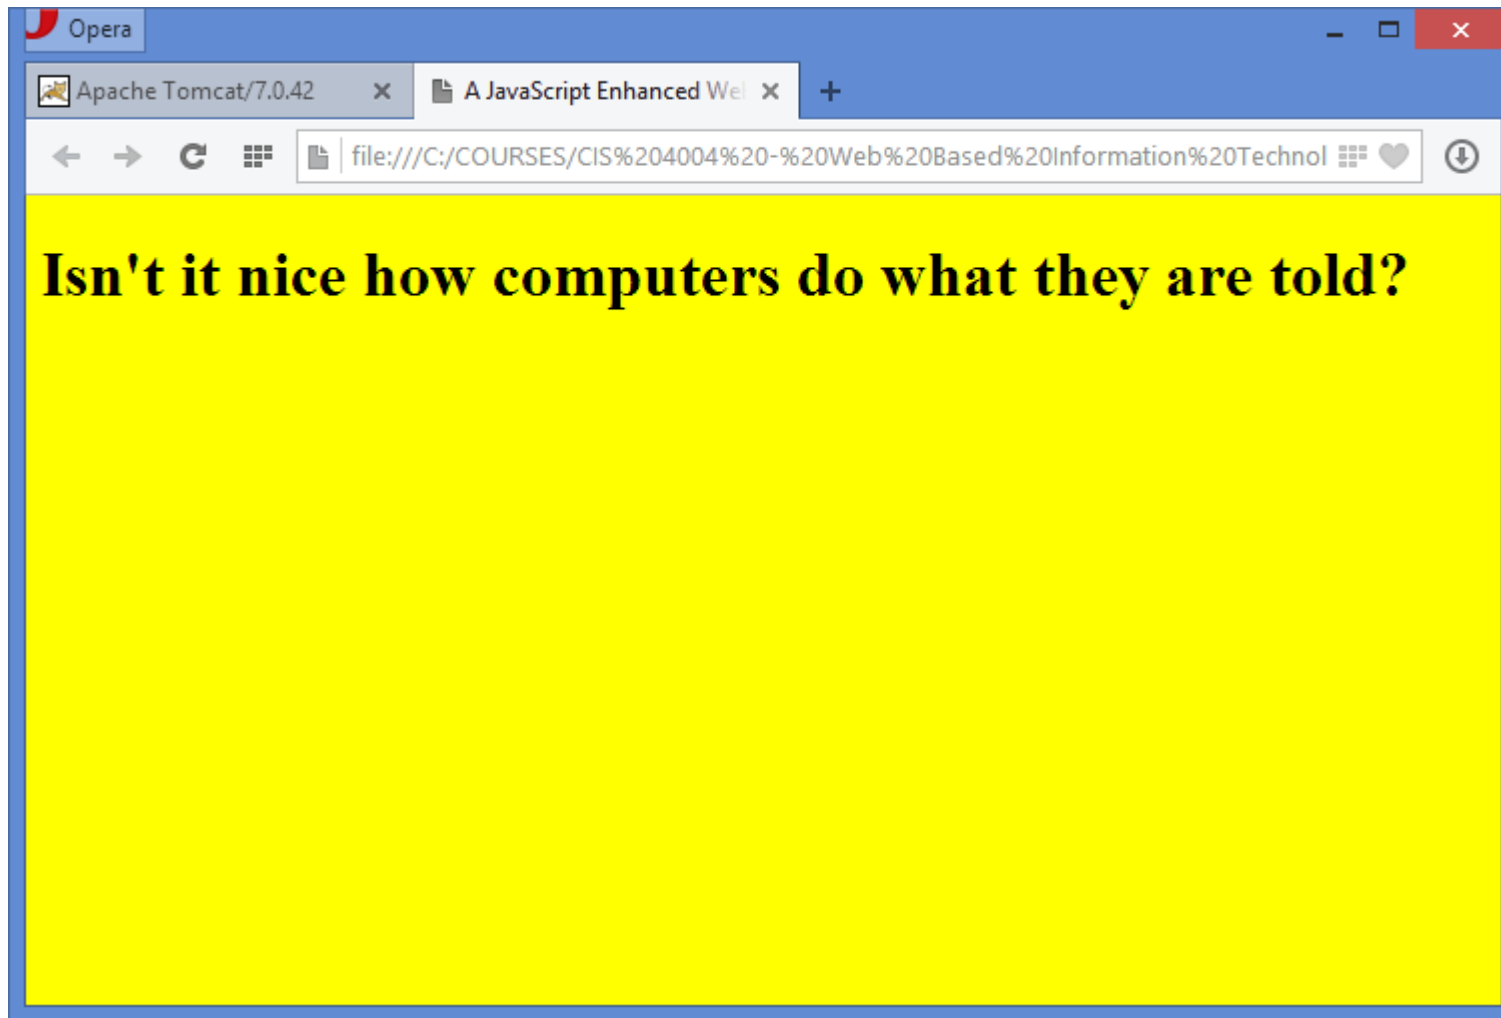 Opera
Apache Tomcat/7.0.42
A JavaScript Enhanced We
file:///C:/COURSES/CIS%204004%20-%20Web%20Based%20Information%20Technol
Isn't it nice how computers do what they are told?